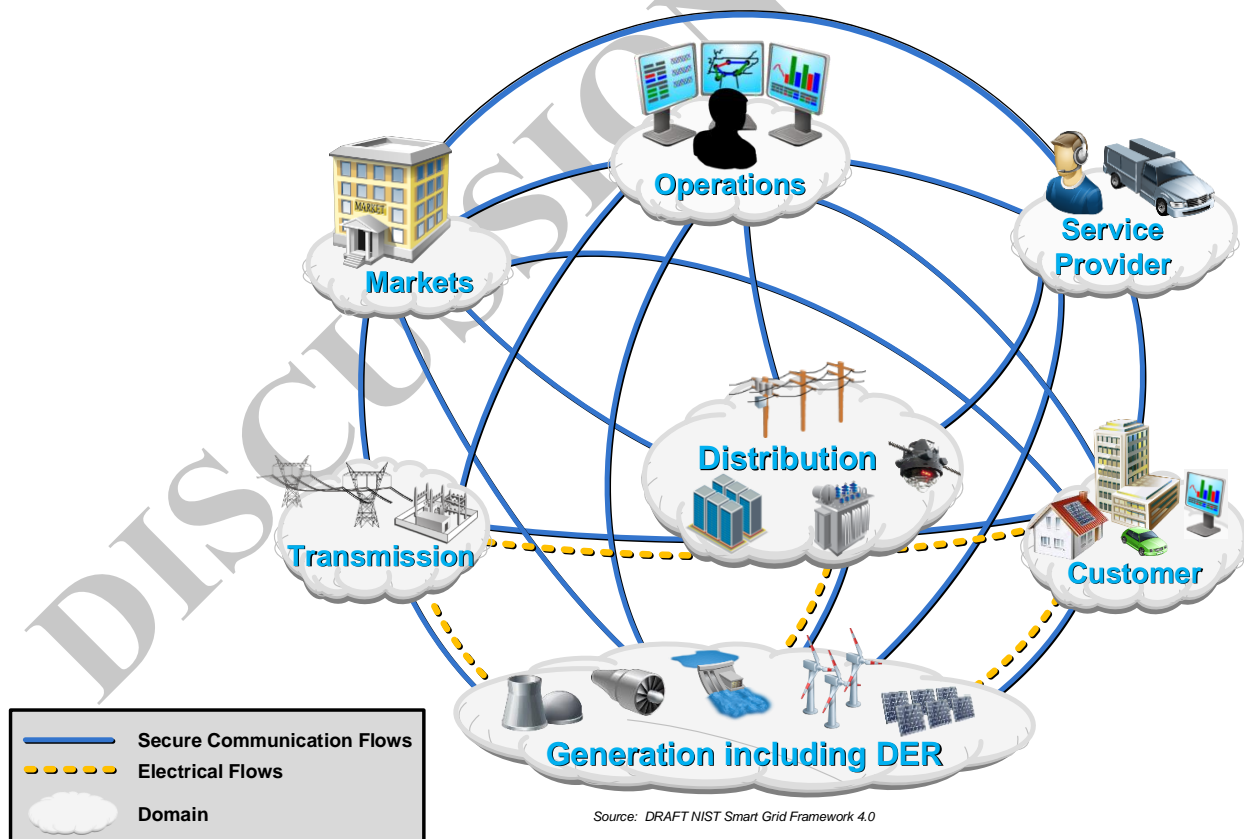 DISCUSSION
Operations
MARKET
Markets
Service
Provider
Distribution
Transmission
Customer
Generation including DER
Secure Communication Flows
Electrical Flows
Domain
Source: DRAFT NIST Smart Grid Framework 4.0